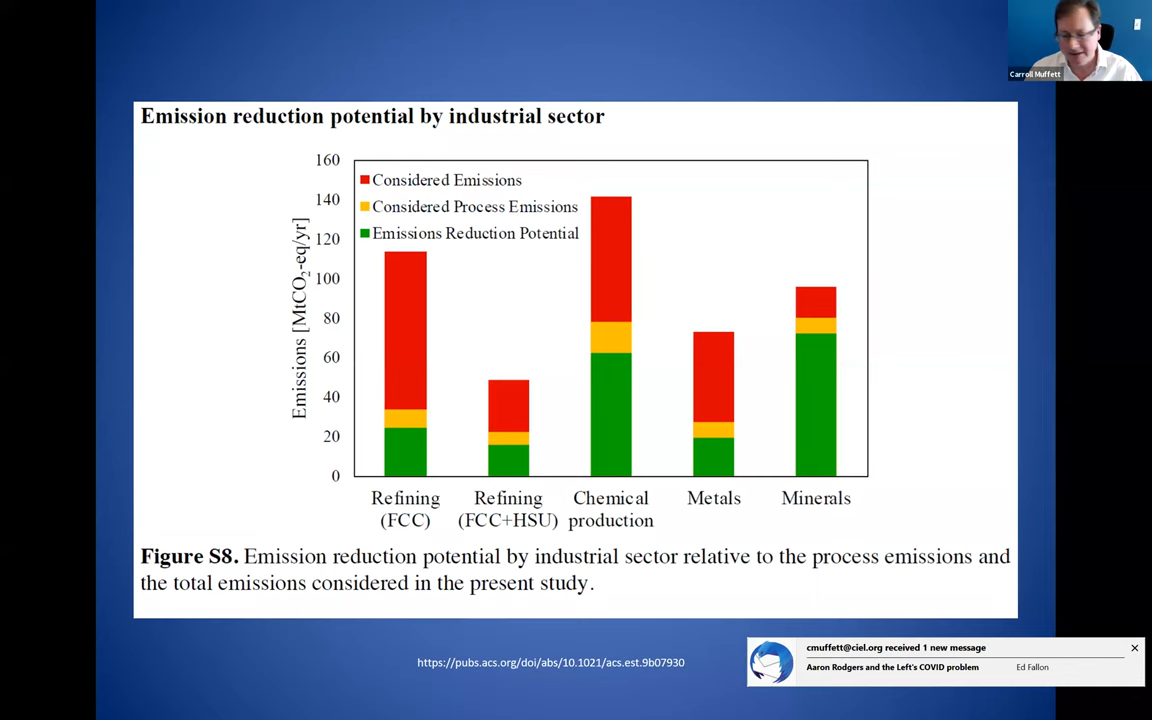 Carroll Muffett
Emission reduction potential by industrial sector
160
140
120
100
80
60
40
20
0
Emissions [MtCO₂-eq/yr]
Considered Emissions
Considered Process Emissions
Emissions Reduction Potential
Refining (FCC)
Refining (FCC+HSU)
Chemical production
Metals
Minerals
Figure S8. Emission reduction potential by industrial sector relative to the process emissions and
the total emissions considered in the present study.
https://pubs.acs.org/doi/abs/10.1021/acs.est.9b07930
cmuffett@ciel.org received 1 new message
Aaron Rodgers and the Left's COVID problem Ed Fallon